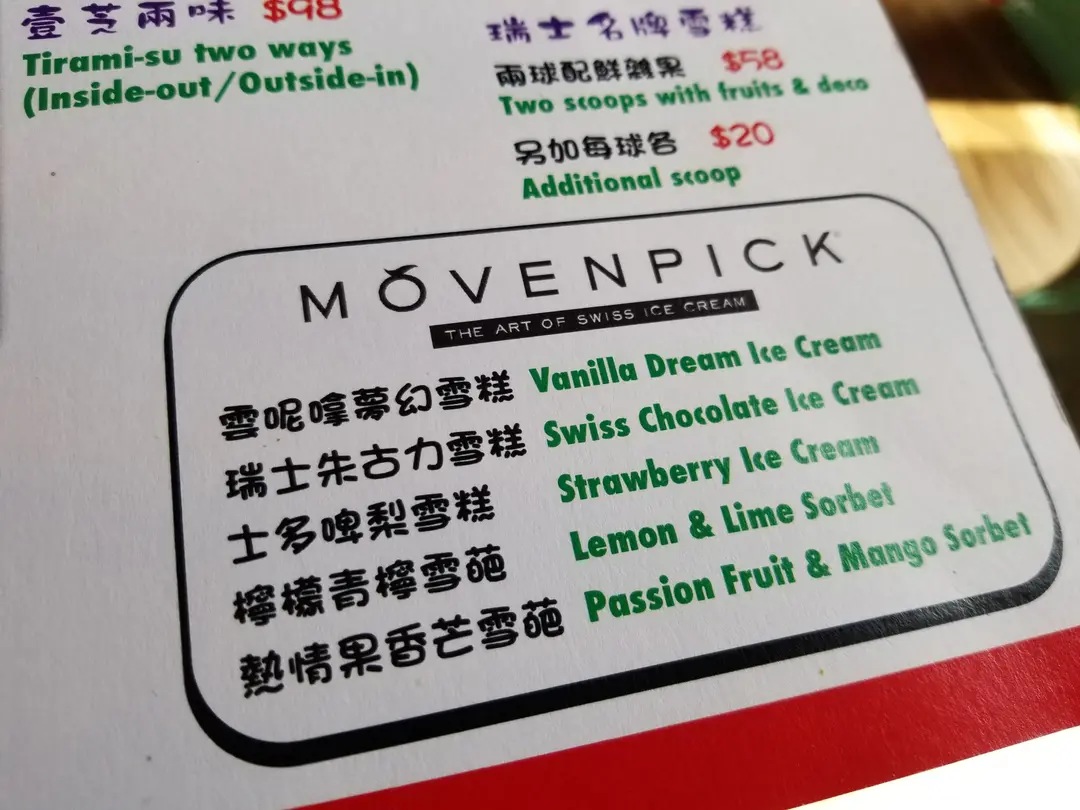 壹芝兩味 $98
Tirami-su two ways
(Inside-out/Outside-in)
瑞士名牌雪糕
兩球配鮮雜果 $58
Two scoops with fruits & deco
另加每球各 $20
Additional scoop
MÖVENPICK
THE ART OF SWISS ICE CREAM
雲呢嗱夢幻雪糕 Vanilla Dream Ice Cream
瑞士朱古力雪糕 Swiss Chocolate Ice Cream
士多啤梨雪糕 Strawberry Ice Cream
檸檬青檸雪葩 Lemon & Lime Sorbet
熱情果香芒雪葩 Passion Fruit & Mango Sorbet